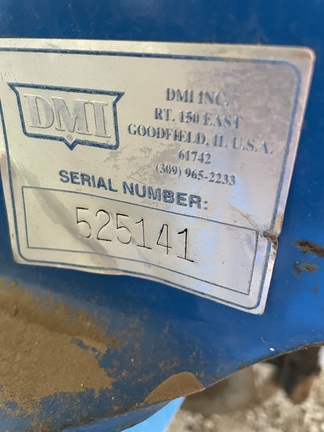 DMI
DMI INC.
RT. 150 EAST
GOODFIELD, IL U.S.A.
61742
(309) 965-2233
SERIAL NUMBER:
525141